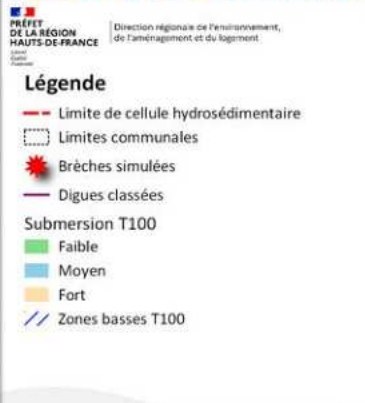 PRÉFET
DE LA RÉGION
HAUTS-DE-FRANCE
Direction régionale de l'environnement,
de l'aménagement et du logement
Légende
Limite de cellule hydrosédimentaire
Limites communales
Brèches simulées
Digues classées
Submersion T100
Faible
Moyen
Fort
Zones basses T100